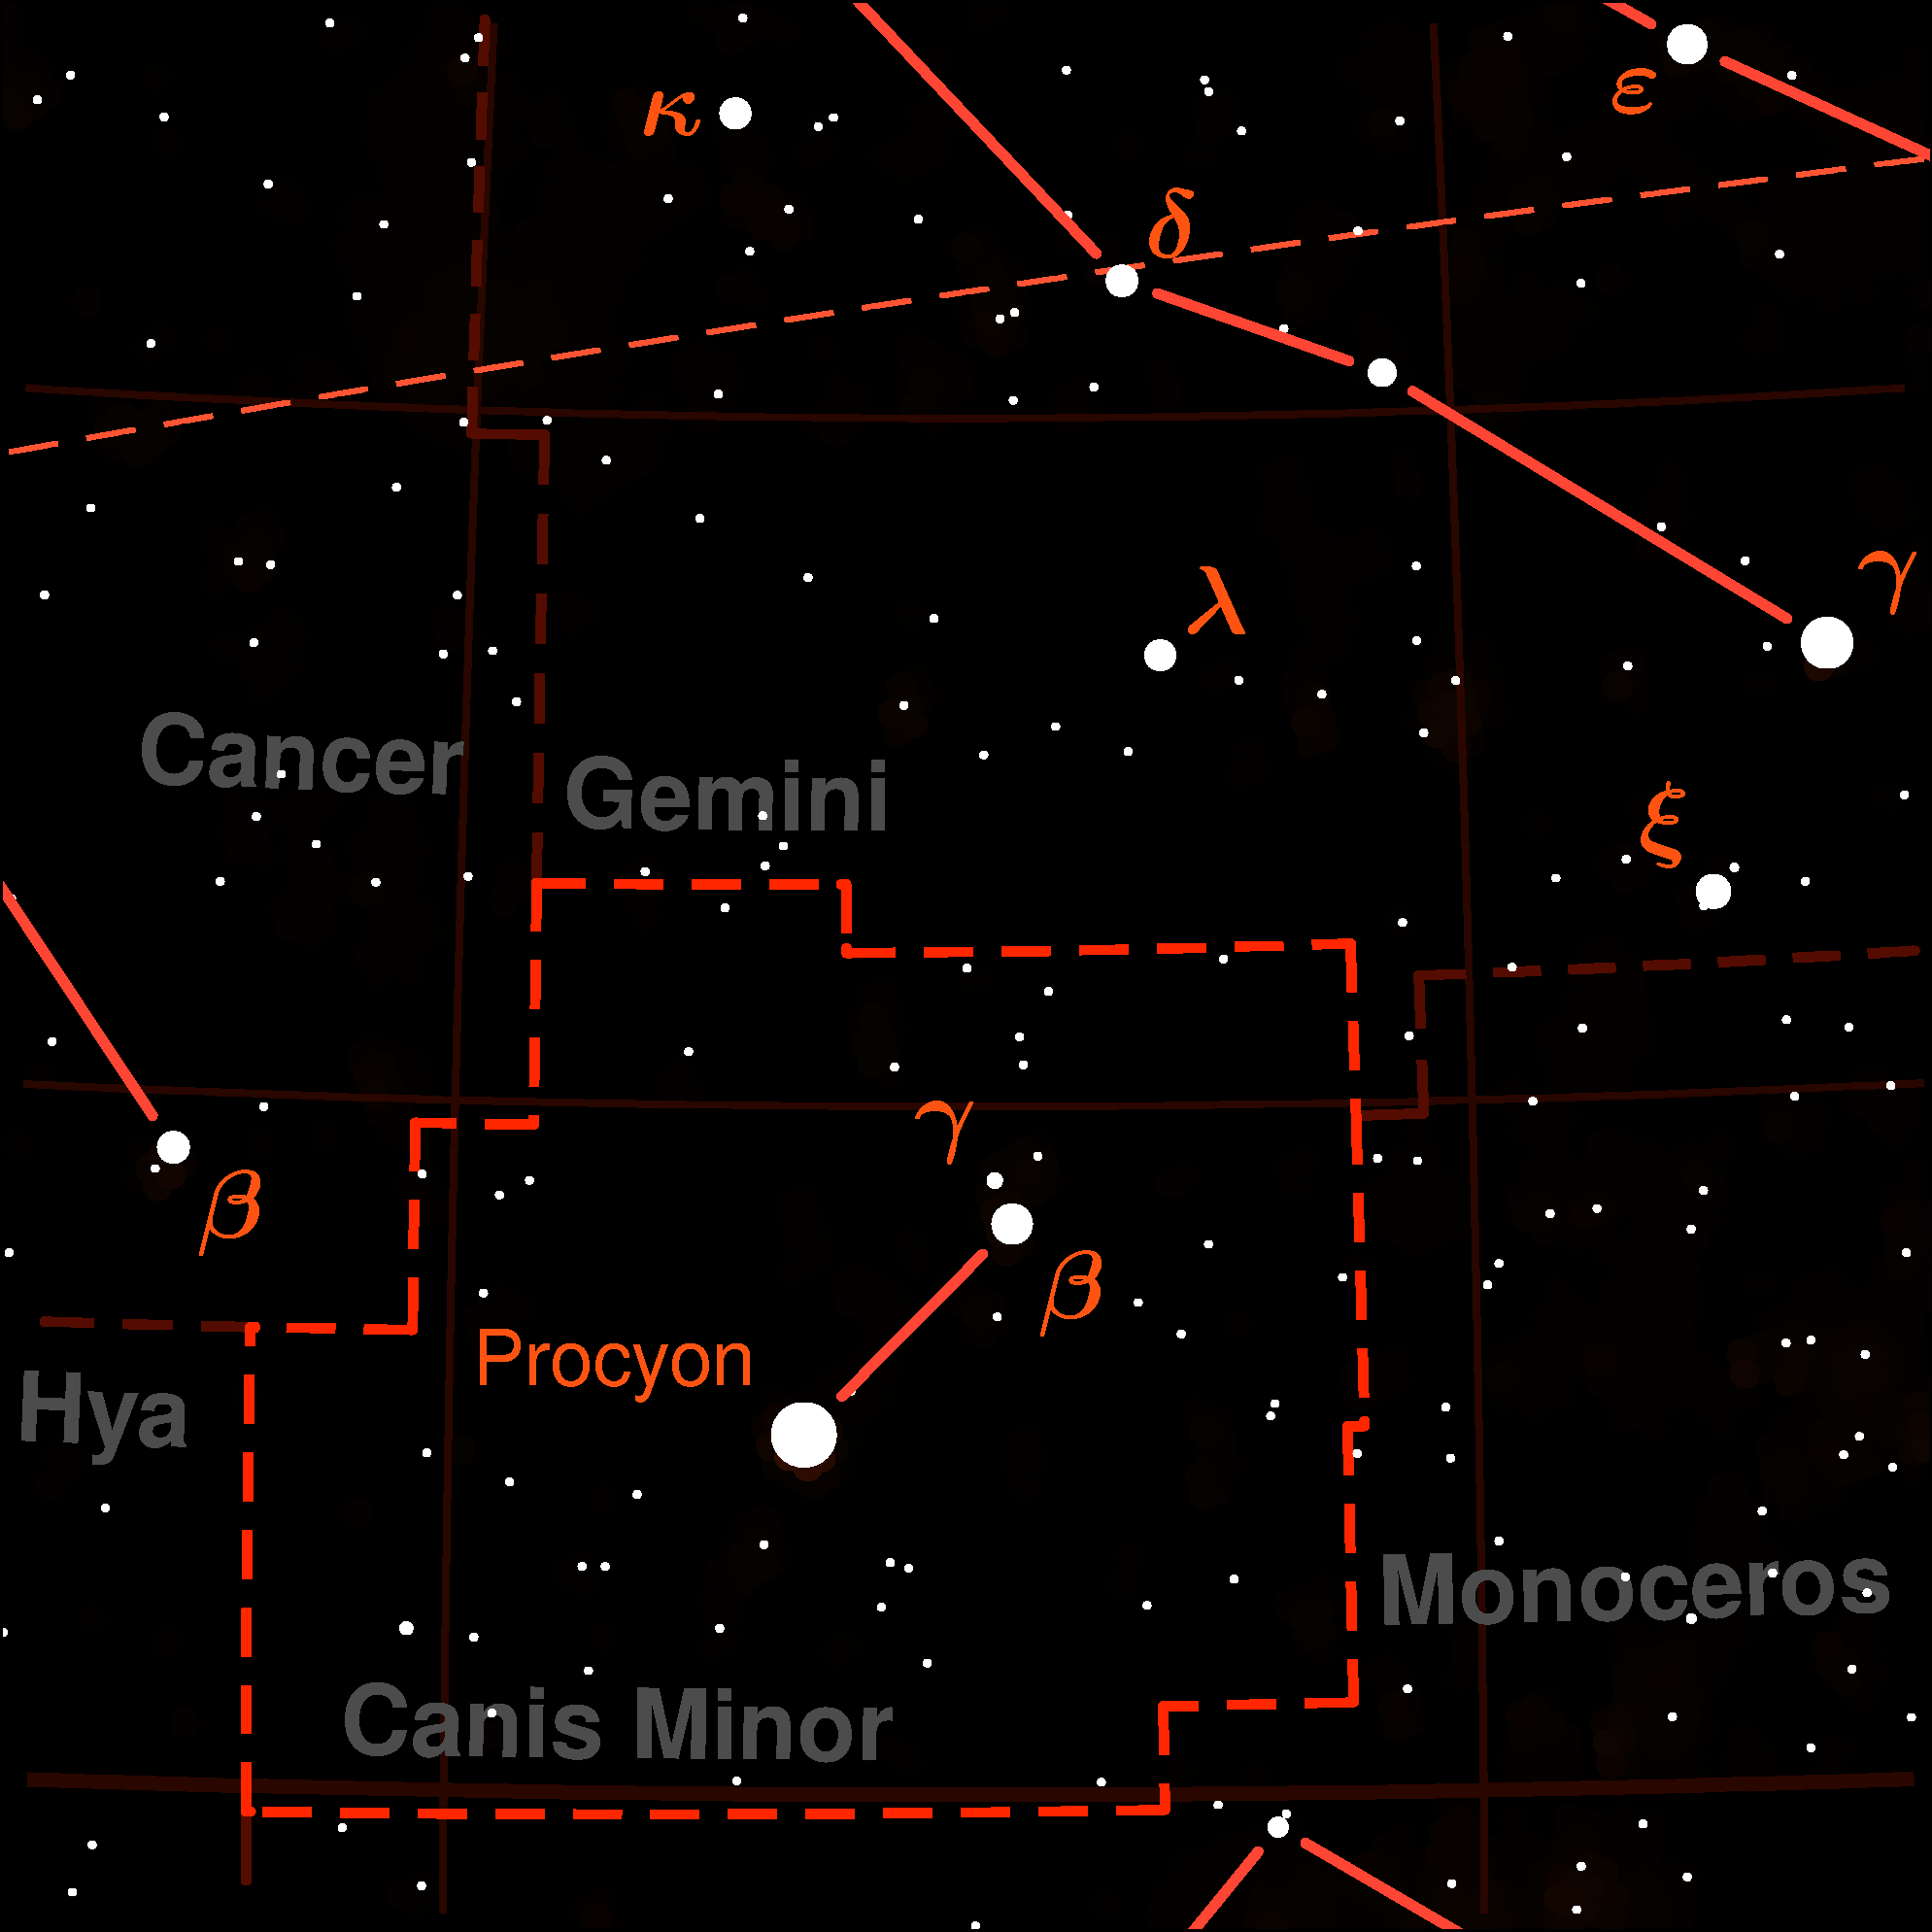 ε
κ
δ
γ
λ
Cancer
Gemini
ξ
γ
β
β
Procyon
Hya
Monoceros
Canis Minor